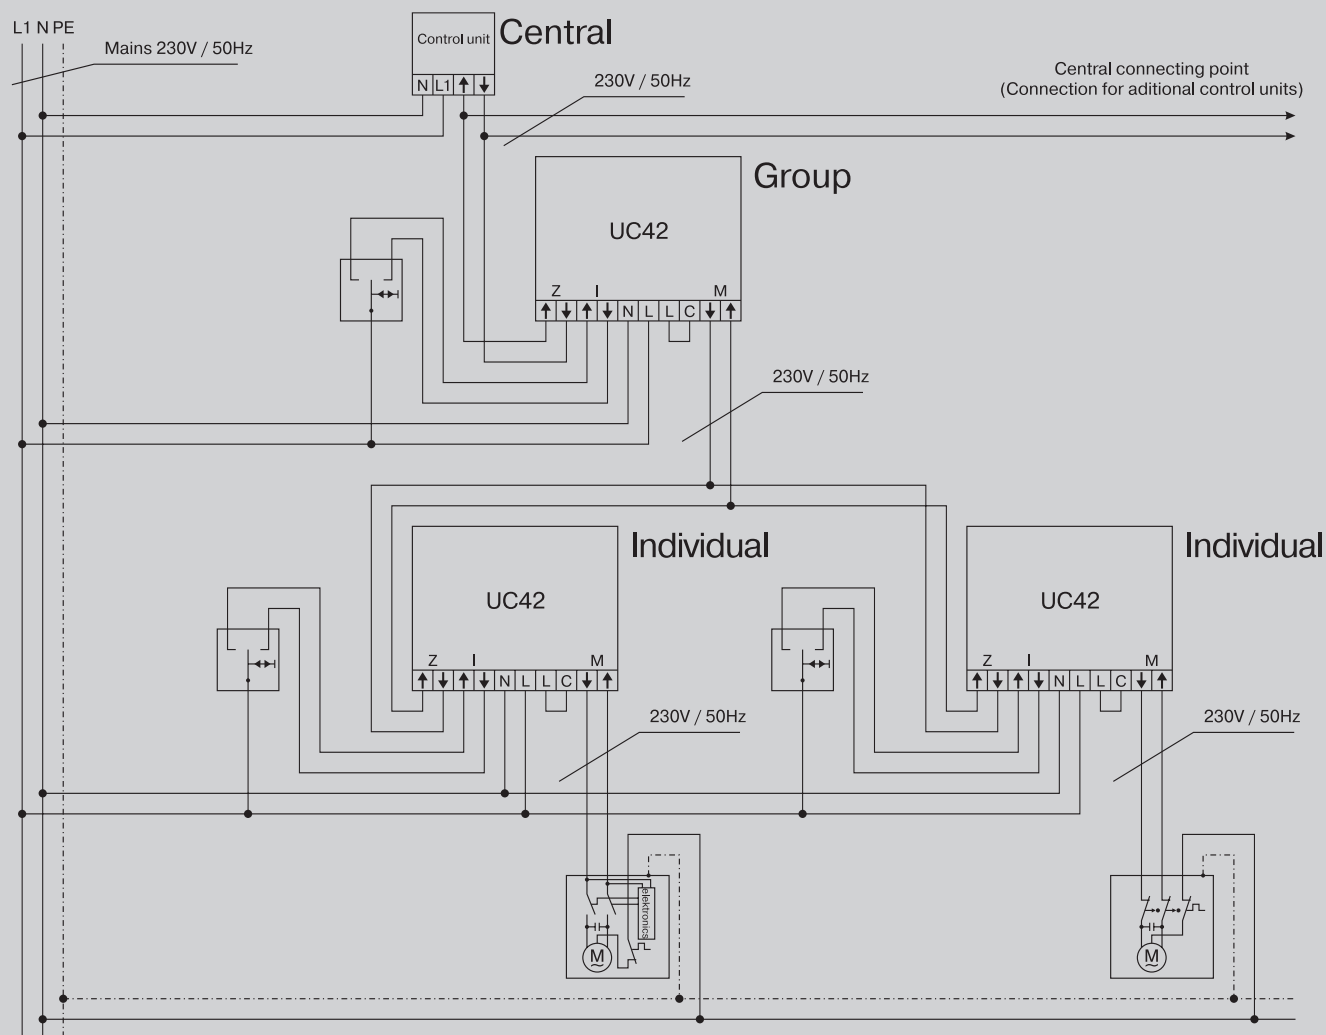 L1 N PE
Mains 230V / 50Hz
Control unit
Central
N L1
230V / 50Hz
Central connecting point
(Connection for aditional control units)
Group
UC42
Z I M
N L L C
230V / 50Hz
Individual
UC42
Z I M
N L L C
230V / 50Hz
elektronics
M
Individual
UC42
Z I M
N L L C
230V / 50Hz
M